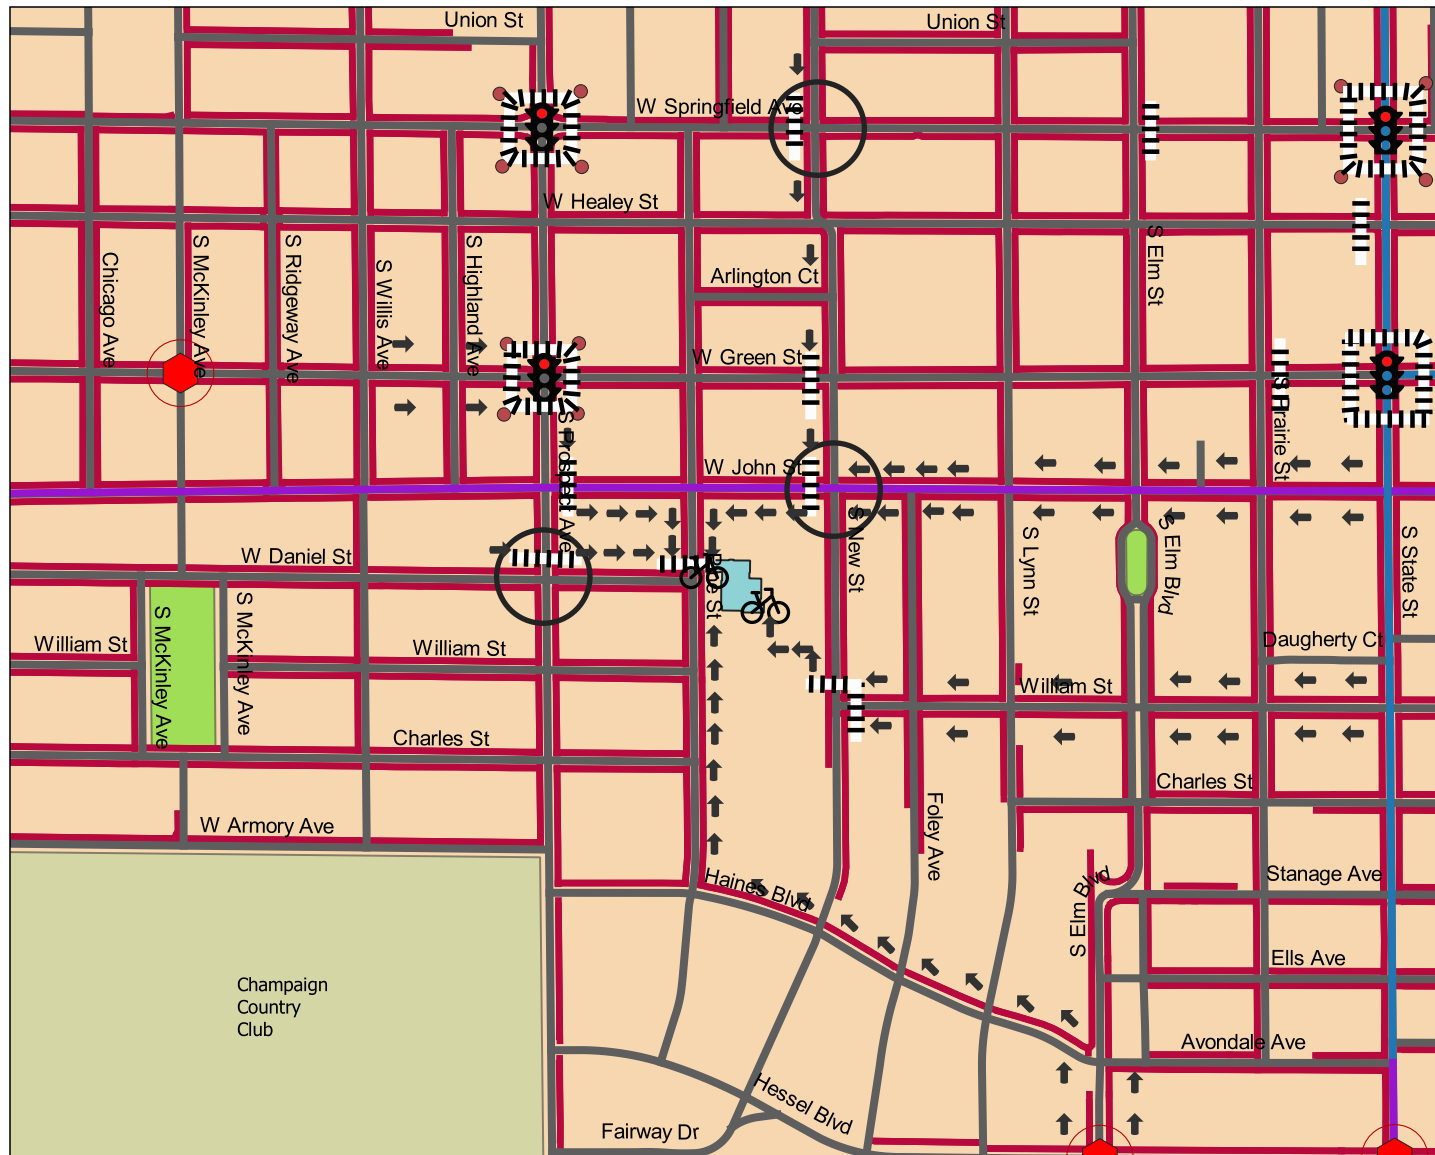 Union St
Union St
W Springfield Ave
W Healey St
Chicago Ave
S McKinley Ave
S Ridgeway Ave
S Willis Ave
S Highland Ave
Arlington Ct
S Elm St
W Green St
S Prairie St
S Prospect Ave
W John St
W Daniel St
S New St
S Lynn St
S Elm Blvd
S State St
William St
S McKinley Ave
S McKinley Ave
William St
Daugherty Ct
William St
Charles St
Charles St
W Armory Ave
Foley Ave
Haines Blvd
S Elm Blvd
Stanage Ave
Ells Ave
Champaign
Country
Club
Avondale Ave
Hessel Blvd
Fairway Dr